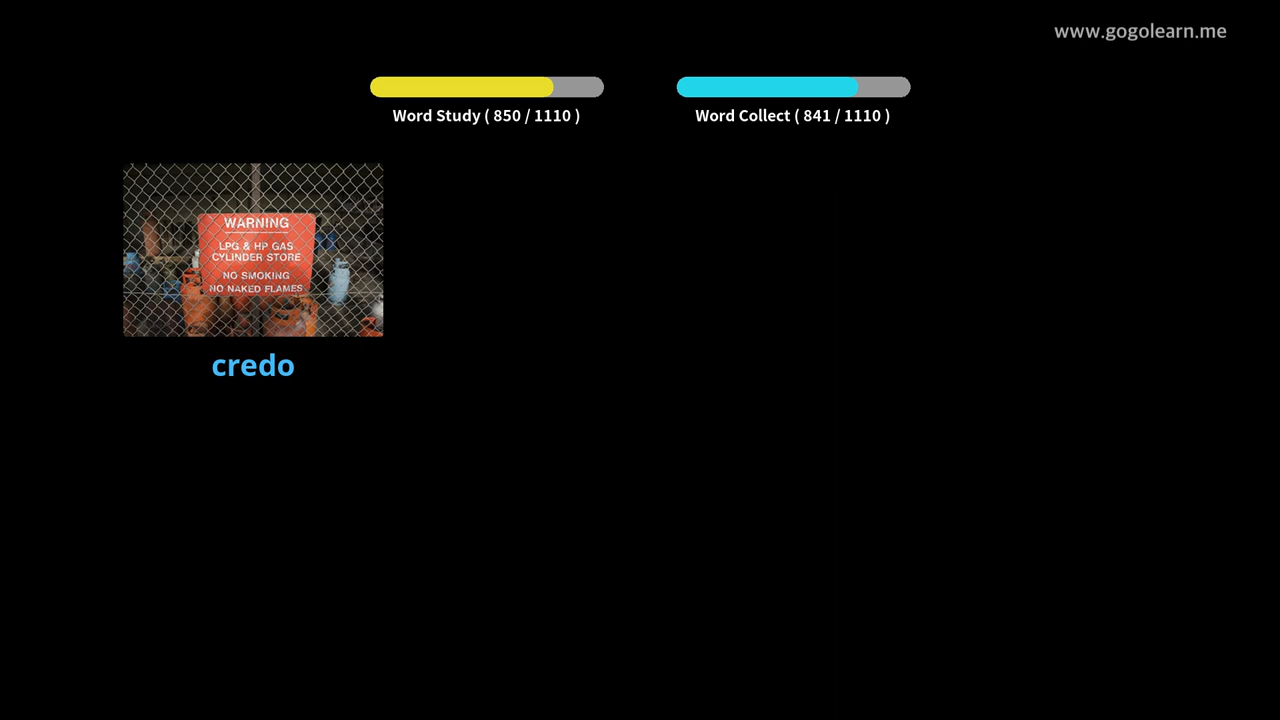 www.gogolearn.me
Word Study ( 850 / 1110 )
Word Collect ( 841 / 1110 )
WARNING
LPG & HP GAS
CYLINDER STORE
NO SMOKING
NO NAKED FLAMES
credo